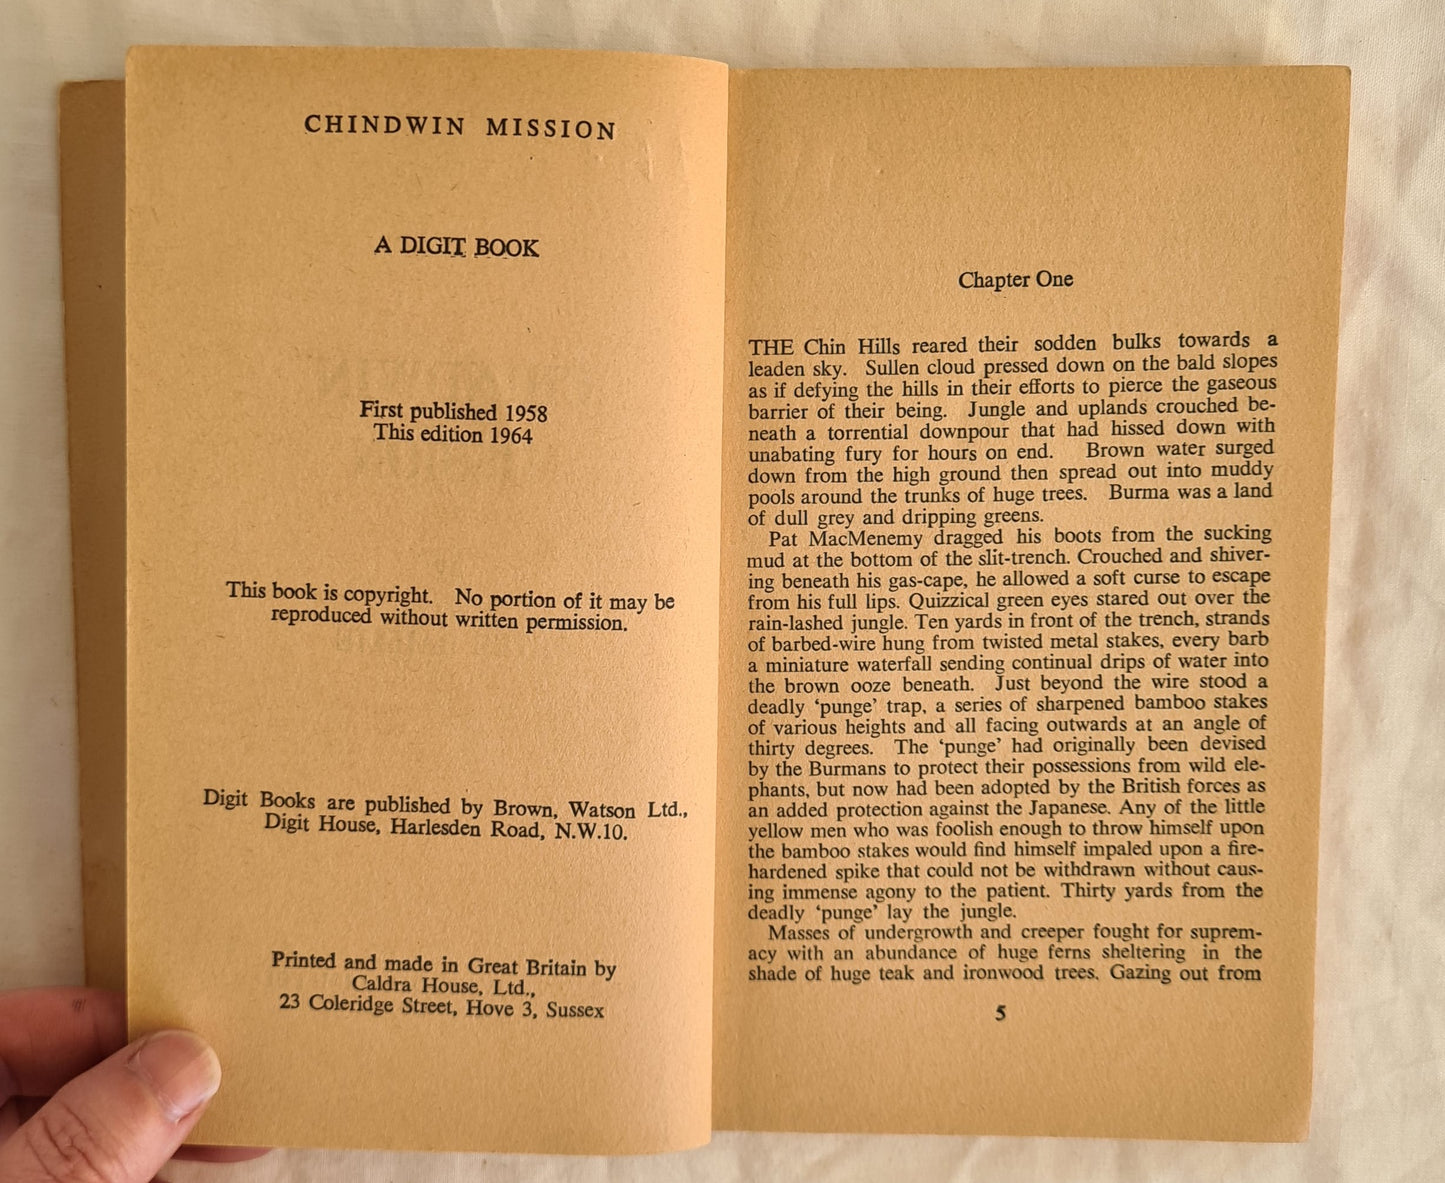 CHINDWIN MISSION
A DIGIT BOOK
First published 1958
This edition 1964
This book is copyright. No portion of it may be
reproduced without written permission.
Digit Books are published by Brown, Watson Ltd.,
Digit House, Harlesden Road, N.W.10.
Printed and made in Great Britain by
Caldra House, Ltd.,
23 Coleridge Street, Hove 3, Sussex
Chapter One
THE Chin Hills reared their sodden bulks towards a
leaden sky. Sullen cloud pressed down on the bald slopes
as if defying the hills in their efforts to pierce the gaseous
barrier of their being. Jungle and uplands crouched be-
neath a torrential downpour that had hissed down with
unabating fury for hours on end. Brown water surged
down from the high ground then spread out into muddy
pools around the trunks of huge trees. Burma was a land
of dull grey and dripping greens.
Pat MacMenemy dragged his boots from the sucking
mud at the bottom of the slit-trench. Crouched and shiver-
ing beneath his gas-cape, he allowed a soft curse to escape
from his full lips. Quizzical green eyes stared out over the
rain-lashed jungle. Ten yards in front of the trench, strands
of barbed-wire hung from twisted metal stakes, every barb
a miniature waterfall sending continual drips of water into
the brown ooze beneath. Just beyond the wire stood a
deadly ‘punge’ trap, a series of sharpened bamboo stakes
of various heights and all facing outwards at an angle of
thirty degrees. The ‘punge’ had originally been devised
by the Burmans to protect their possessions from wild ele-
phants, but now had been adopted by the British forces as
an added protection against the Japanese. Any of the little
yellow men who was foolish enough to throw himself upon
the bamboo stakes would find himself impaled upon a fire-
hardened spike that could not be withdrawn without caus-
ing immense agony to the patient. Thirty yards from the
deadly ‘punge’ lay the jungle.
Masses of undergrowth and creeper fought for suprem-
acy with an abundance of huge ferns sheltering in the
shade of huge teak and ironwood trees. Gazing out from
5